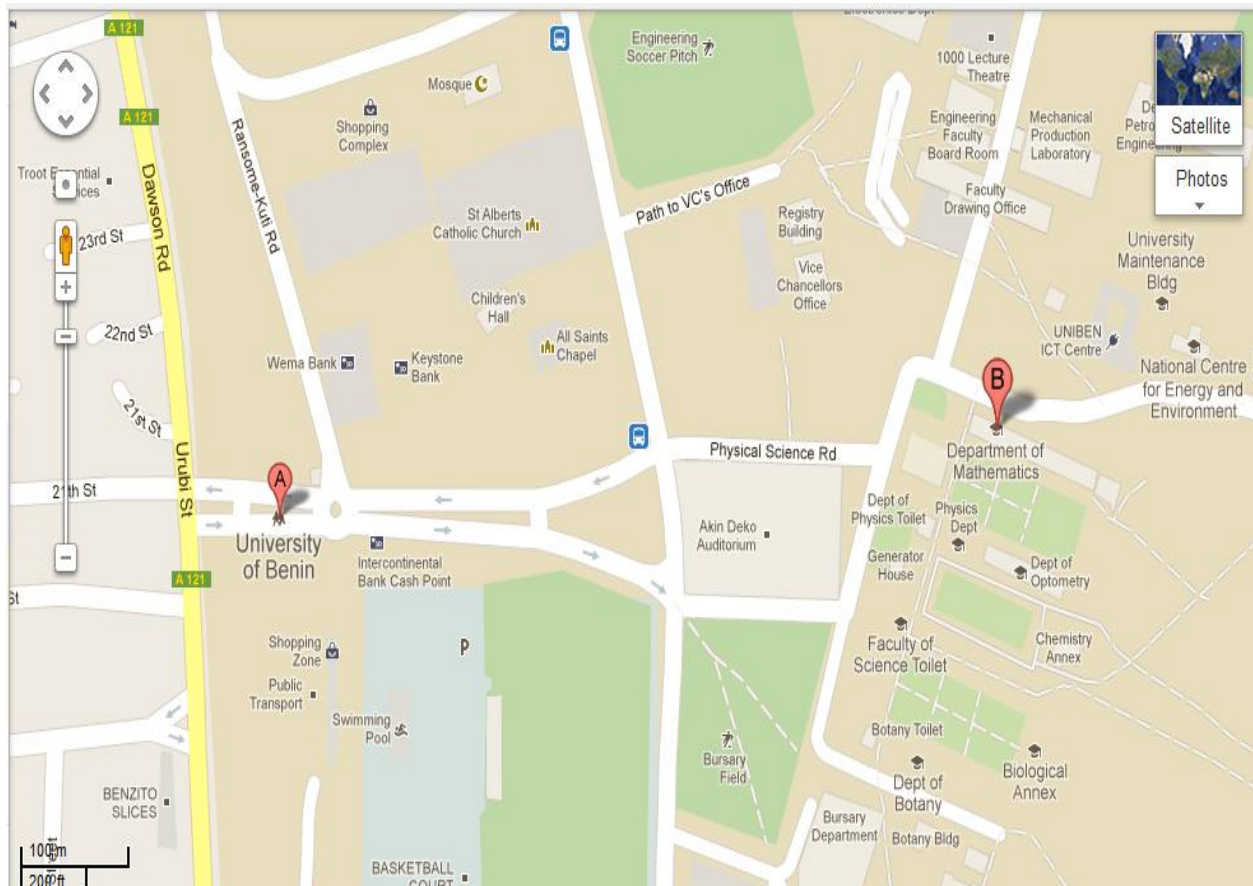 A 121
A 121
Engineering
Soccer Pitch
1000 Lecture
Theatre
Satellite
Photos
Mosque
Shopping
Complex
Ransome-Kuti Rd
Engineering
Faculty
Board Room
Mechanical
Production
Laboratory
Dawson Rd
23rd St
22nd St
21st St
St Alberts
Catholic Church
Path to VC's Office
Registry
Building
Faculty
Drawing Office
Vice
Chancellors
Office
University
Maintenance
Bldg
Children's
Hall
All Saints
Chapel
Wema Bank
Keystone
Bank
UNIBEN
ICT Centre
National Centre
for Energy and
Environment
B
Department of
Mathematics
Physical Science Rd
21th St
Urubi St
A
University
of Benin
A 121
Intercontinental
Bank Cash Point
Akin Deko
Auditorium
Dept of
Physics Toilet
Physics
Dept
Generator
House
Dept of
Optometry
St
Faculty of
Science Toilet
Chemistry
Annex
Shopping
Zone
P
Public
Transport
Swimming
Pool
Bursary
Field
Botany Toilet
Dept of
Botany
Biological
Annex
BENZITO
SLICES
Bursary
Department
Botany Bldg
BASKETBALL
100 m
200 ft